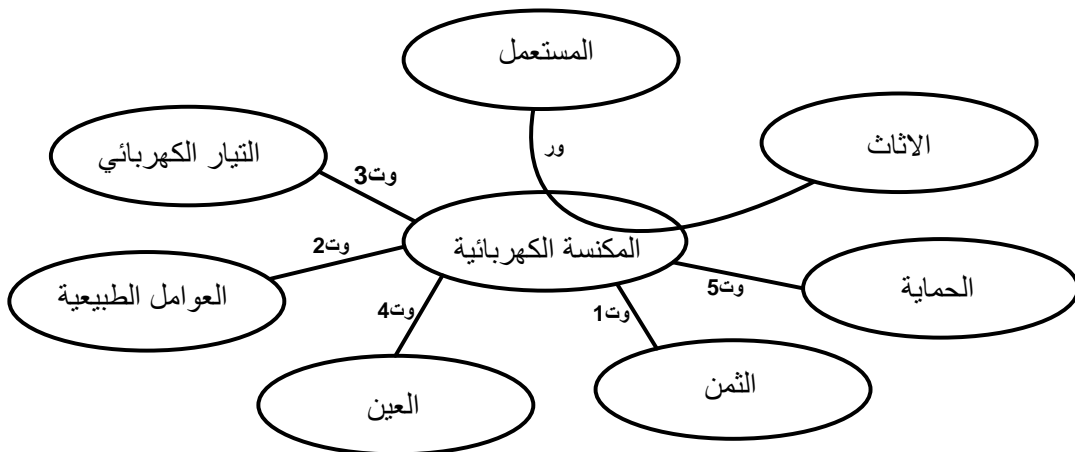 المستعمل
الاثاث
التيار الكهربائي
ور
وت3
المكنسة الكهربائية
وت2
العوامل الطبيعية
الحماية
وت5
وت4
وت1
العين
الثمن